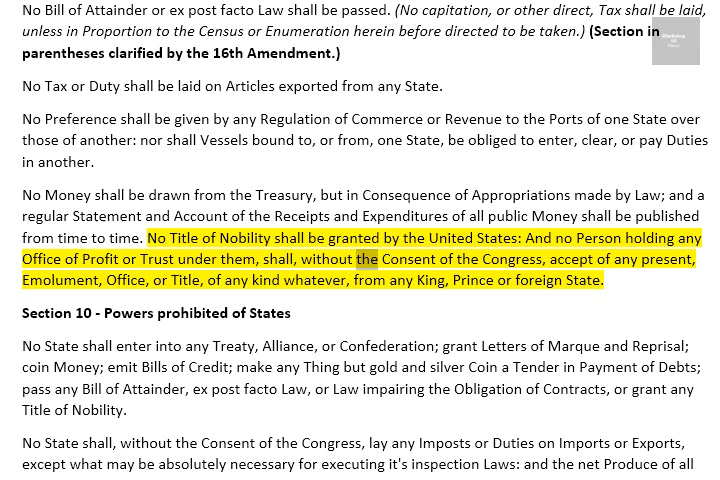 No Bill of Attainder or ex post facto Law shall be passed. (No capitation, or other direct, Tax shall be laid,
unless in Proportion to the Census or Enumeration herein before directed to be taken.) (Section in
parentheses clarified by the 16th Amendment.)
No Tax or Duty shall be laid on Articles exported from any State.
No Preference shall be given by any Regulation of Commerce or Revenue to the Ports of one State over
those of another: nor shall Vessels bound to, or from, one State, be obliged to enter, clear, or pay Duties
in another.
No Money shall be drawn from the Treasury, but in Consequence of Appropriations made by Law; and a
regular Statement and Account of the Receipts and Expenditures of all public Money shall be published
from time to time. No Title of Nobility shall be granted by the United States: And no Person holding any
Office of Profit or Trust under them, shall, without the Consent of the Congress, accept of any present,
Emolument, Office, or Title, of any kind whatever, from any King, Prince or foreign State.
Section 10 - Powers prohibited of States
No State shall enter into any Treaty, Alliance, or Confederation; grant Letters of Marque and Reprisal;
coin Money; emit Bills of Credit; make any Thing but gold and silver Coin a Tender in Payment of Debts;
pass any Bill of Attainder, ex post facto Law, or Law impairing the Obligation of Contracts, or grant any
Title of Nobility.
No State shall, without the Consent of the Congress, lay any Imposts or Duties on Imports or Exports,
except what may be absolutely necessary for executing it's inspection Laws: and the net Produce of all